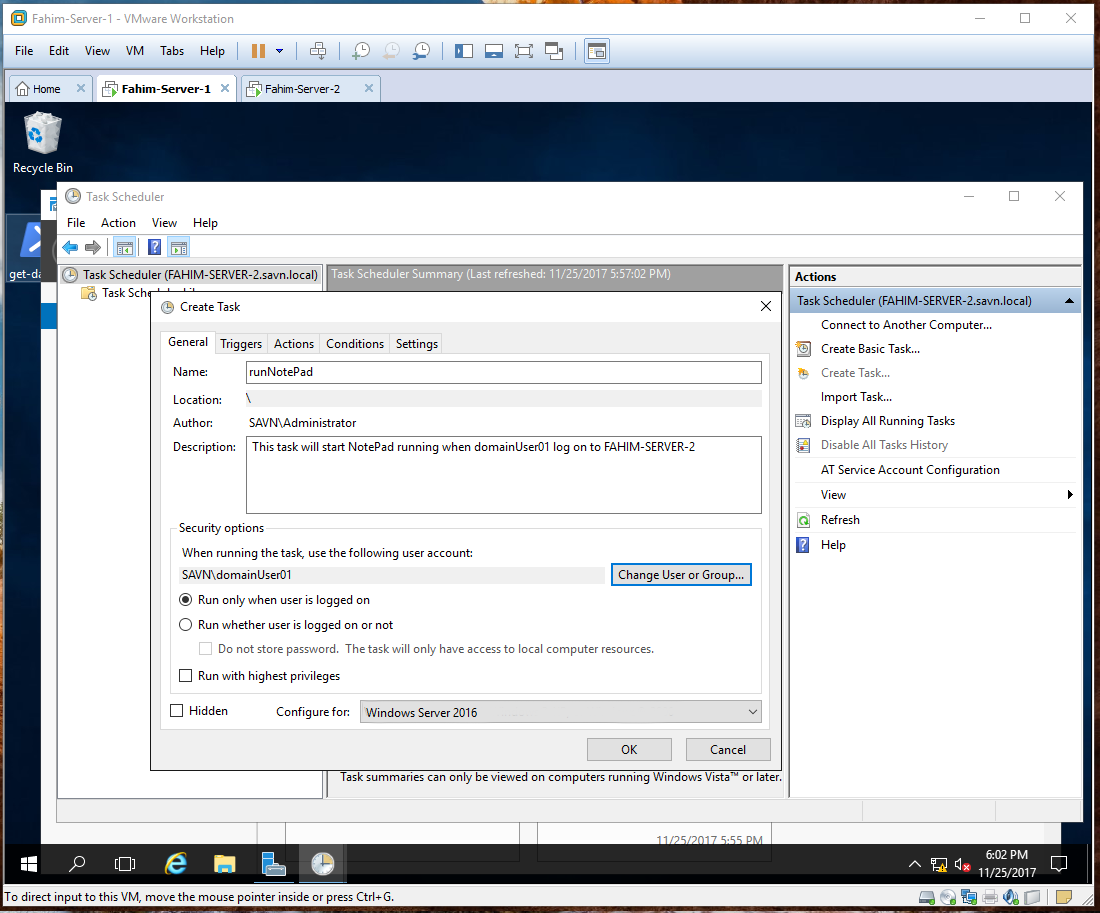 Fahim-Server-1 - VMware Workstation
File Edit View VM Tabs Help
Home Fahim-Server-1 Fahim-Server-2
Recycle Bin
Task Scheduler
File Action View Help
get-da
Task Scheduler (FAHIM-SERVER-2.savn.local)
Task Scheduler Summary (Last refreshed: 11/25/2017 5:57:02 PM)
Actions
Task Scheduler (FAHIM-SERVER-2.savn.local)
Connect to Another Computer...
Create Basic Task...
Create Task...
Import Task...
Display All Running Tasks
Disable All Tasks History
AT Service Account Configuration
View
Refresh
Help
Create Task
General Triggers Actions Conditions Settings
Name: runNotePad
Location: \
Author: SAVN\Administrator
Description: This task will start NotePad running when domainUser01 log on to FAHIM-SERVER-2
Security options
When running the task, use the following user account:
SAVN\domainUser01 Change User or Group...
Run only when user is logged on
Run whether user is logged on or not
Do not store password. The task will only have access to local computer resources.
Run with highest privileges
Hidden Configure for: Windows Server 2016
OK Cancel
Task summaries can only be viewed on computers running Windows Vista™ or later.
11/25/2017 5:55 PM
6:02 PM
11/25/2017
To direct input to this VM, move the mouse pointer inside or press Ctrl+G.